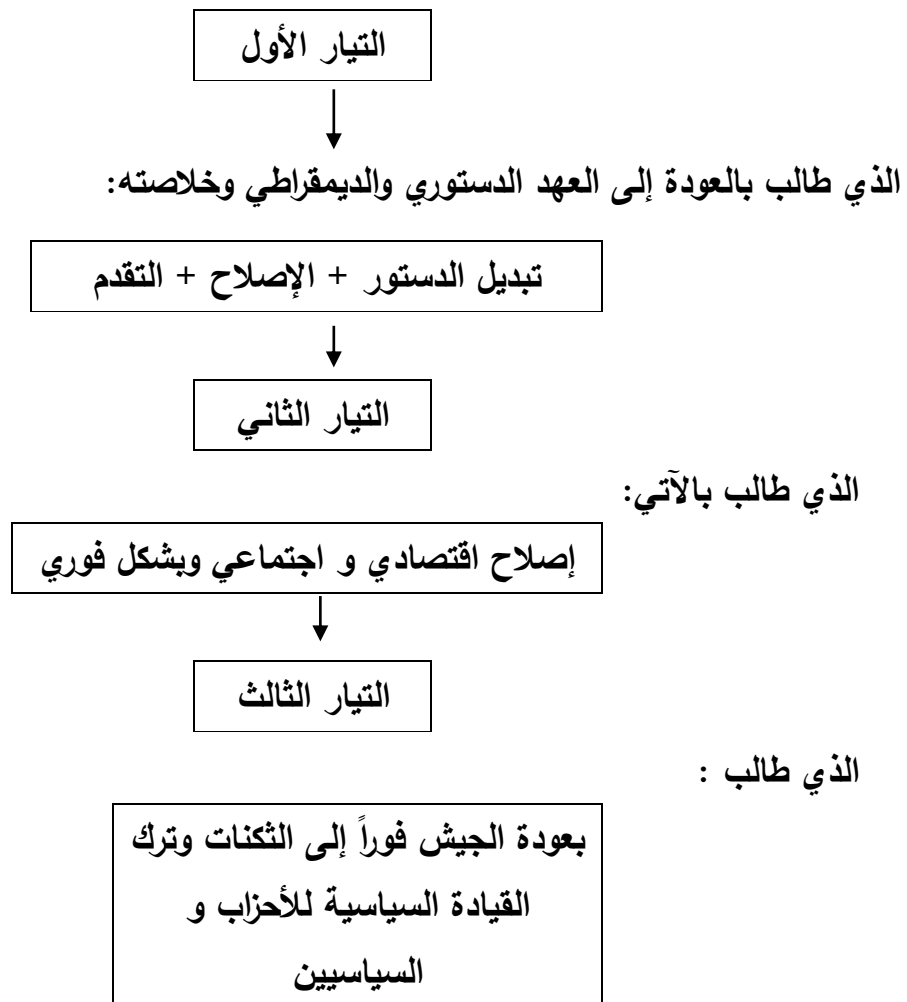 التيار الأول
الذي طالب بالعودة إلى العهد الدستوري والديمقراطي وخلاصته:
تبديل الدستور + الإصلاح + التقدم
التيار الثاني
الذي طالب بالآتي:
إصلاح اقتصادي و اجتماعي وبشكل فوري
التيار الثالث
الذي طالب :
بعودة الجيش فوراً إلى الثكنات وترك
القيادة السياسية للأحزاب و
السياسيين